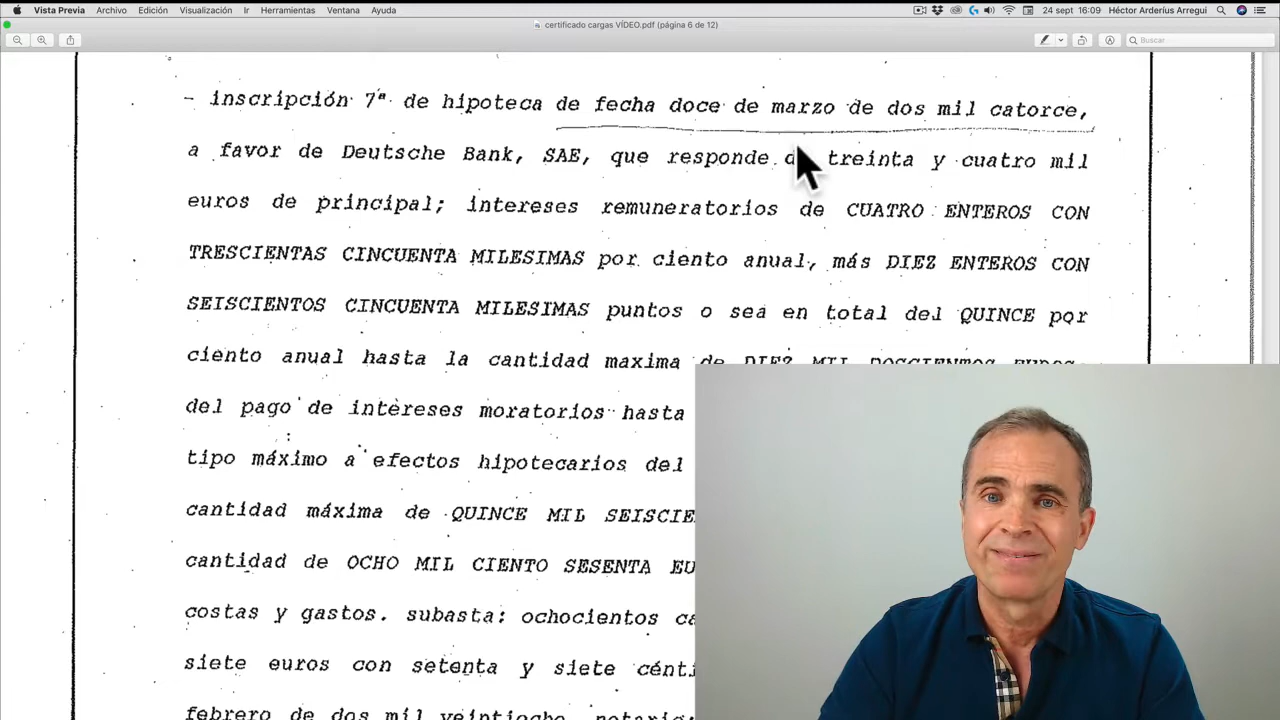 Vista Previa Archivo Edición Visualización Ir Herramientas Ventana Ayuda 24 sept 16:09 Héctor Arderíus Arregui
certificado cargas VÍDEO.pdf (página 6 de 12)
Buscar
- inscripción 7ª de hipoteca de fecha doce de marzo de dos mil catorce,
a favor de Deutsche Bank, SAE, que responde treinta y cuatro mil
euros de principal; intereses remuneratorios de CUATRO ENTEROS CON
TRESCIENTAS CINCUENTA MILESIMAS por ciento anual, más DIEZ ENTEROS CON
SEISCIENTOS CINCUENTA MILESIMAS puntos o sea en total del QUINCE por
ciento anual hasta la cantidad maxima de DIEZ MIL
del pago de intereses moratorios hasta
tipo máximo a efectos hipotecarios del
cantidad máxima de QUINCE MIL
cantidad de OCHO MIL CIENTO SESENTA
costas y gastos. subasta: ochocientos
siete euros con setenta y siete
febrero de dos mil veintiocho,